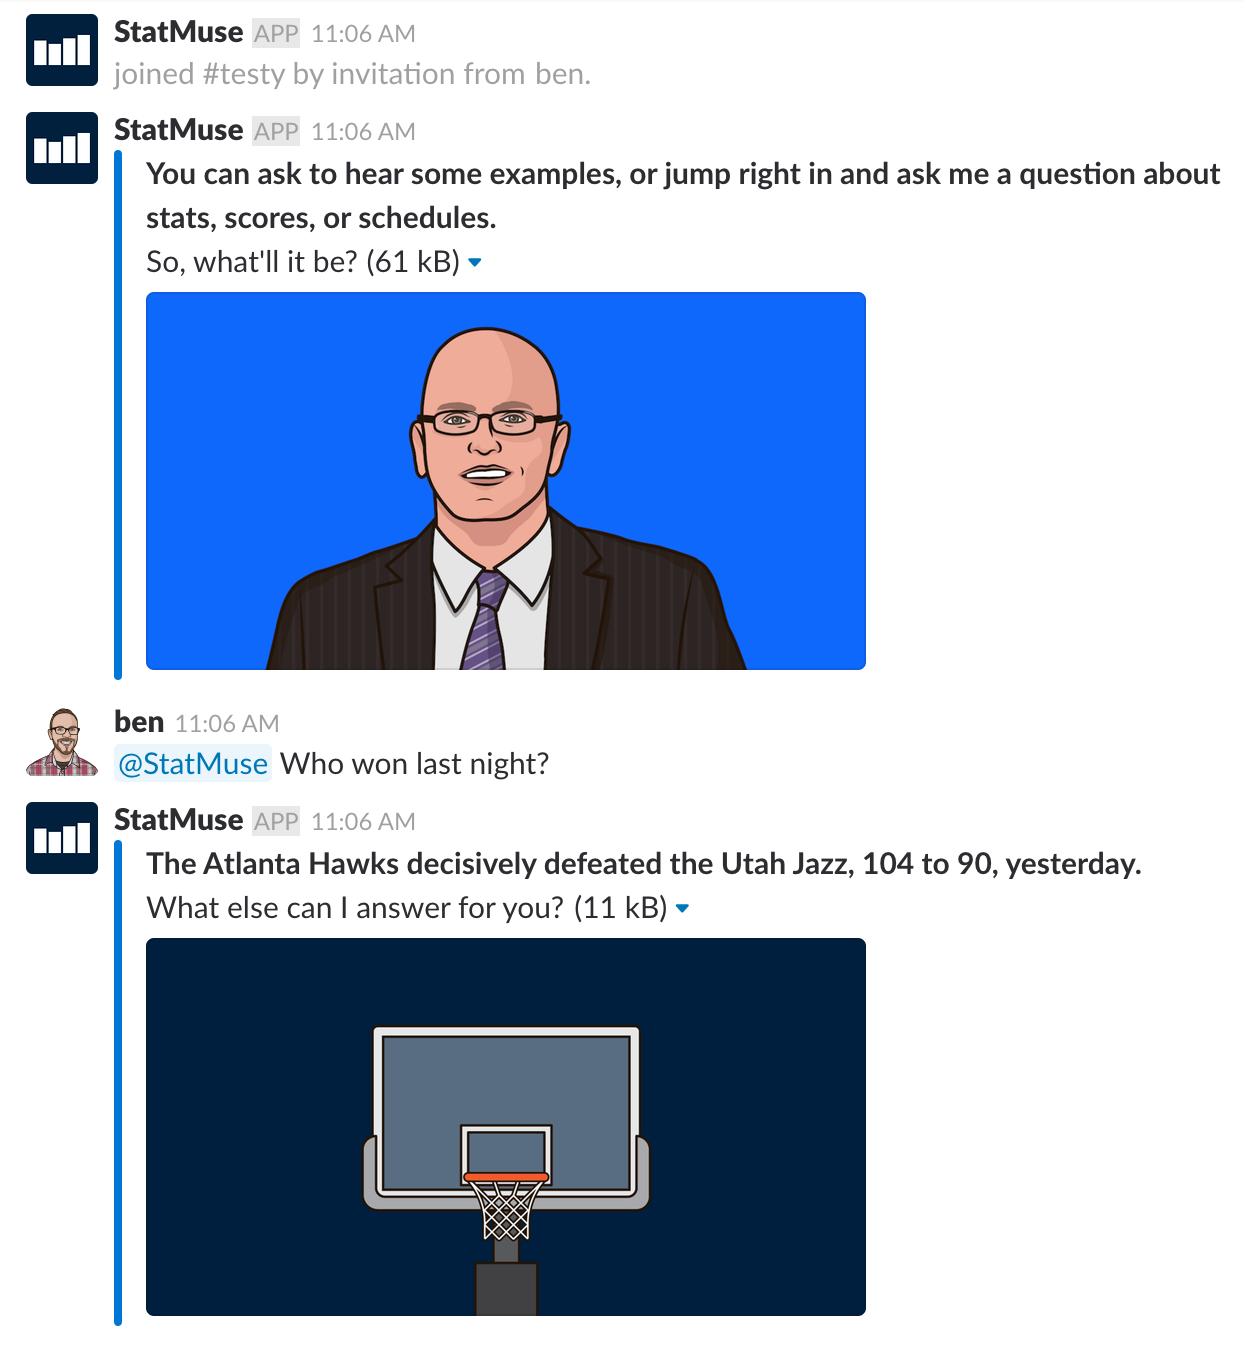 StatMuse APP 11:06 AM
joined #testy by invitation from ben.
StatMuse APP 11:06 AM
You can ask to hear some examples, or jump right in and ask me a question about
stats, scores, or schedules.
So, what'll it be? (61 kB)
ben 11:06 AM
@StatMuse Who won last night?
StatMuse APP 11:06 AM
The Atlanta Hawks decisively defeated the Utah Jazz, 104 to 90, yesterday.
What else can I answer for you? (11 kB)